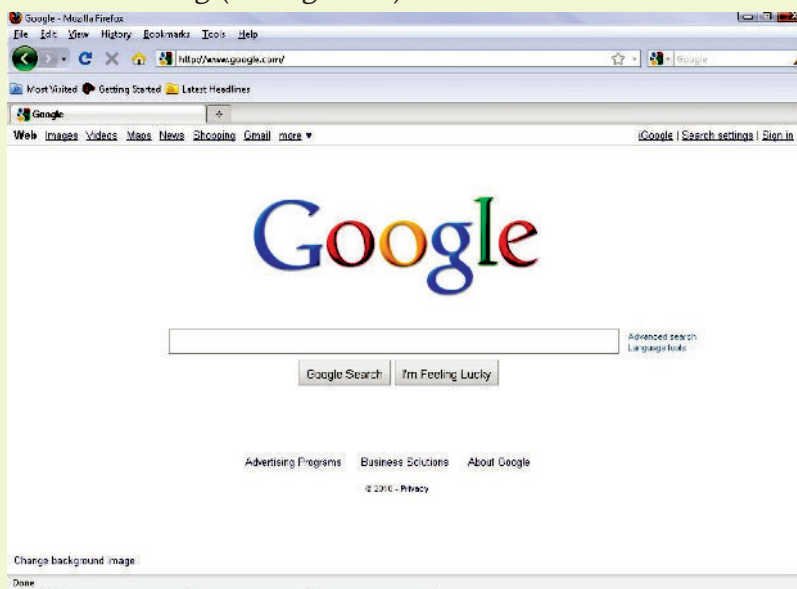 Google - Mozilla Firefox
File Edit View History Bookmarks Tools Help
http://www.google.com/ Google
Most Visited Getting Started Latest Headlines
Google
Web Images Videos Maps News Shopping Gmail more ▼ iGoogle | Search settings | Sign in
Google
Advanced search
Language tools
Google Search I'm Feeling Lucky
Advertising Programs Business Solutions About Google
© 2010 - Privacy
Change background image
Done